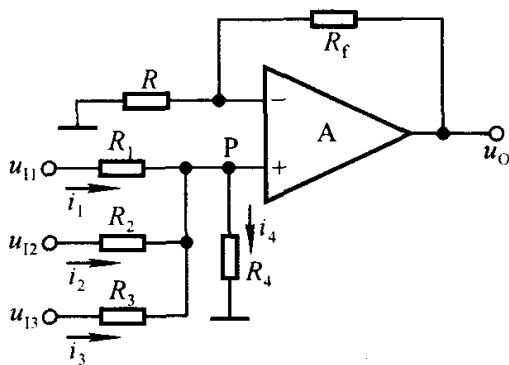 R_f
R
−
A
u_O
P
+
u_I1
R_1
i_1
i_4
u_I2
R_2
i_2
R_4
u_I3
R_3
i_3